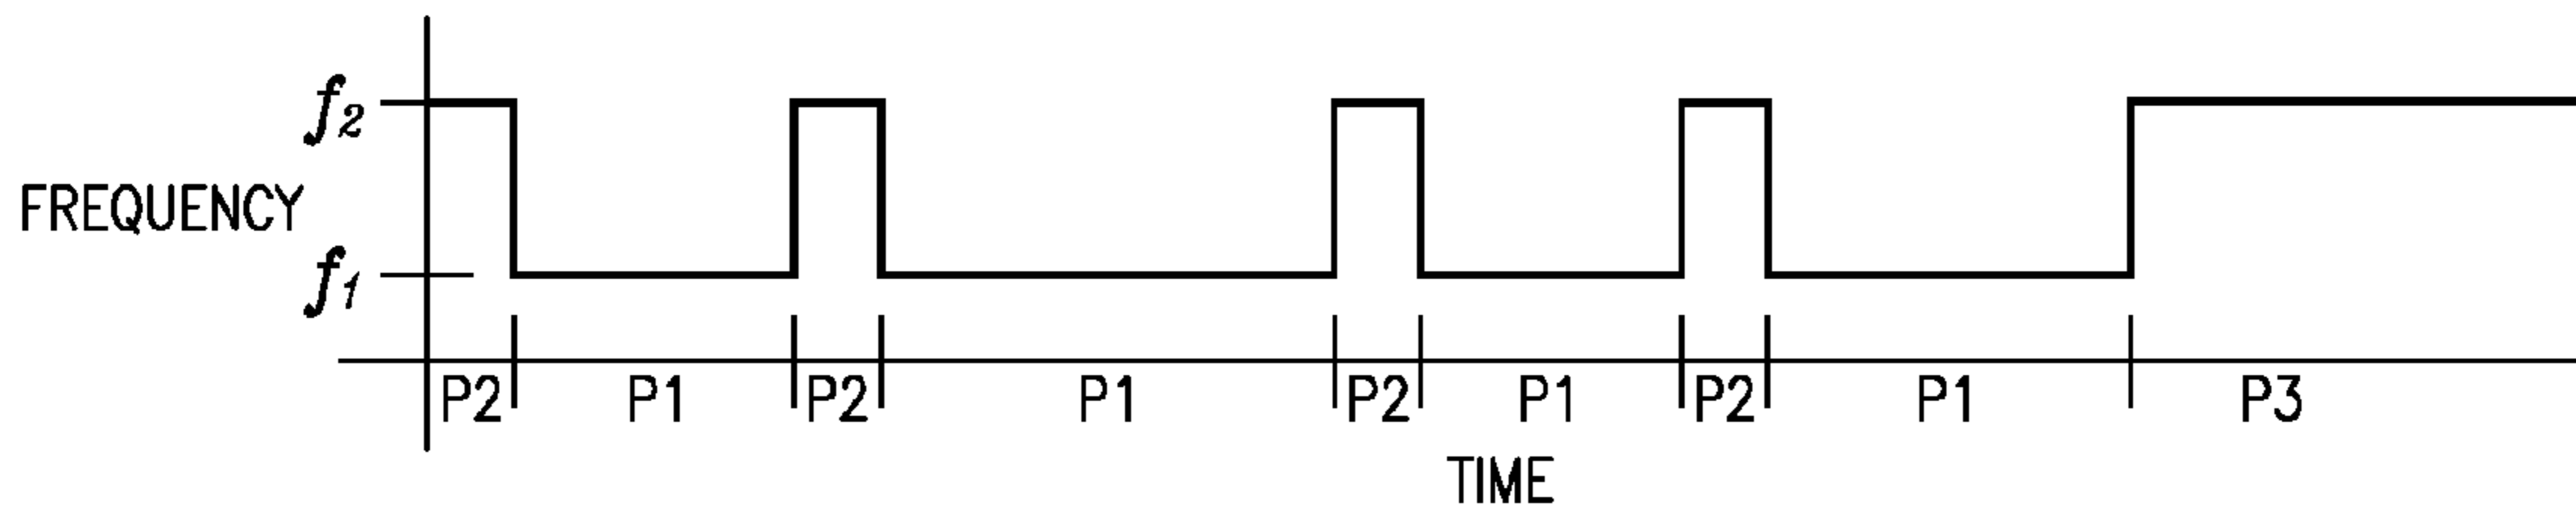 f2
FREQUENCY
f1
P2 P1 P2 P1 P2 P1 P2 P1 P3
TIME